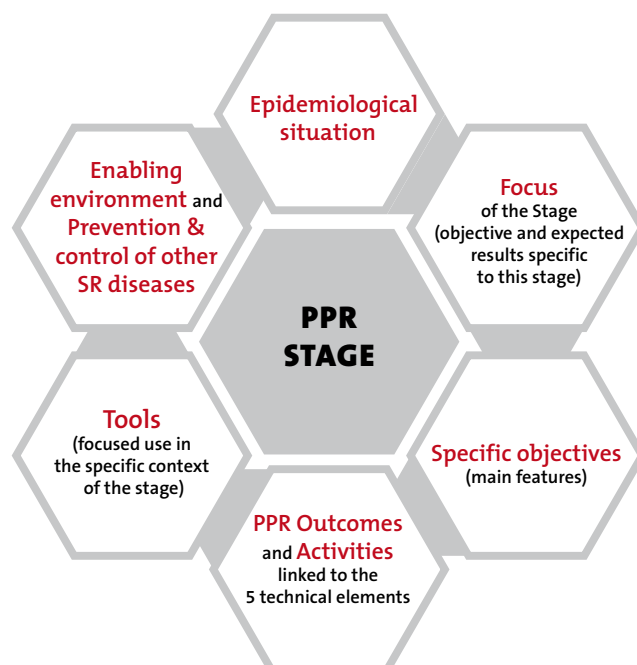 Epidemiological
situation
Enabling
environment and
Prevention &
control of other
SR diseases
Focus
of the Stage
(objective and expected
results specific
to this stage)
PPR
STAGE
Tools
(focused use in
the specific context
of the stage)
Specific objectives
(main features)
PPR Outcomes
and Activities
linked to the
5 technical elements